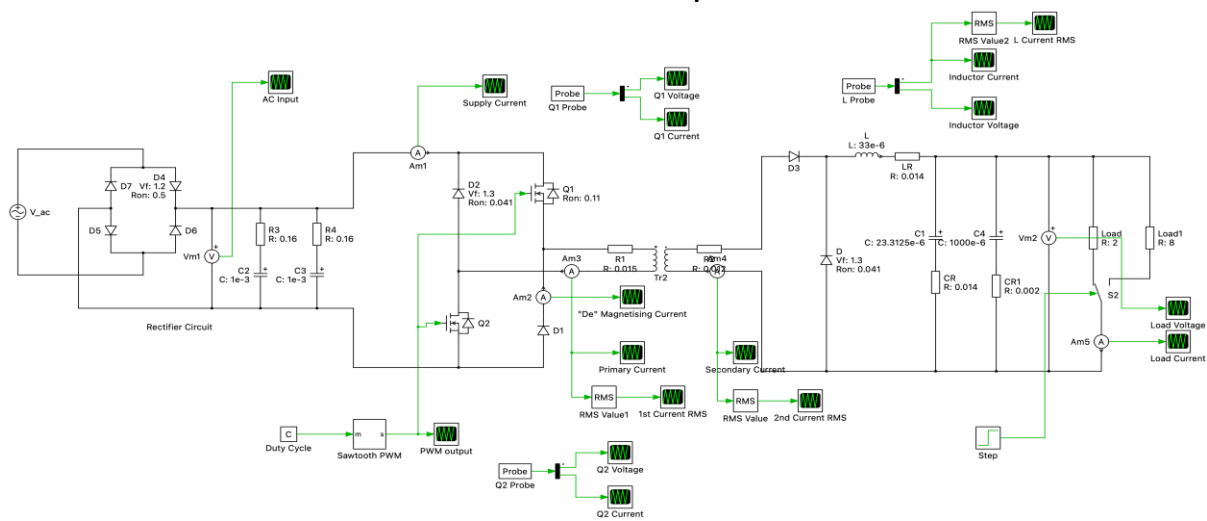 RMS
RMS Value2
L Current RMS
AC Input
Supply Current
Probe
Q1 Probe
Q1 Voltage
Q1 Current
Probe
L Probe
Inductor Current
Inductor Voltage
V_ac
D7
D4
Vf: 1.2
Ron: 0.5
D5
D6
Vm1
V
R3
R: 0.16
R4
R: 0.16
C2
C: 1e-3
C3
C: 1e-3
Rectifier Circuit
A
Am1
D2
Vf: 1.3
Ron: 0.041
Q1
Ron: 0.11
Q2
Am3
A
Am2
A
D1
R1
R: 0.015
Tr2
Am4
A
"De" Magnetising Current
Primary Current
Secondary Current
RMS
RMS Value1
1st Current RMS
RMS
RMS Value
2nd Current RMS
D3
D
Vf: 1.3
Ron: 0.041
L
L: 33e-6
LR
R: 0.014
C1
C: 23.3125e-6
C4
C: 1000e-6
CR
R: 0.014
CR1
R: 0.002
Vm2
V
Load
R: 2
Load1
R: 8
S2
Am5
A
Load Voltage
Load Current
Step
C
Duty Cycle
m
s
Sawtooth PWM
PWM output
Probe
Q2 Probe
Q2 Voltage
Q2 Current